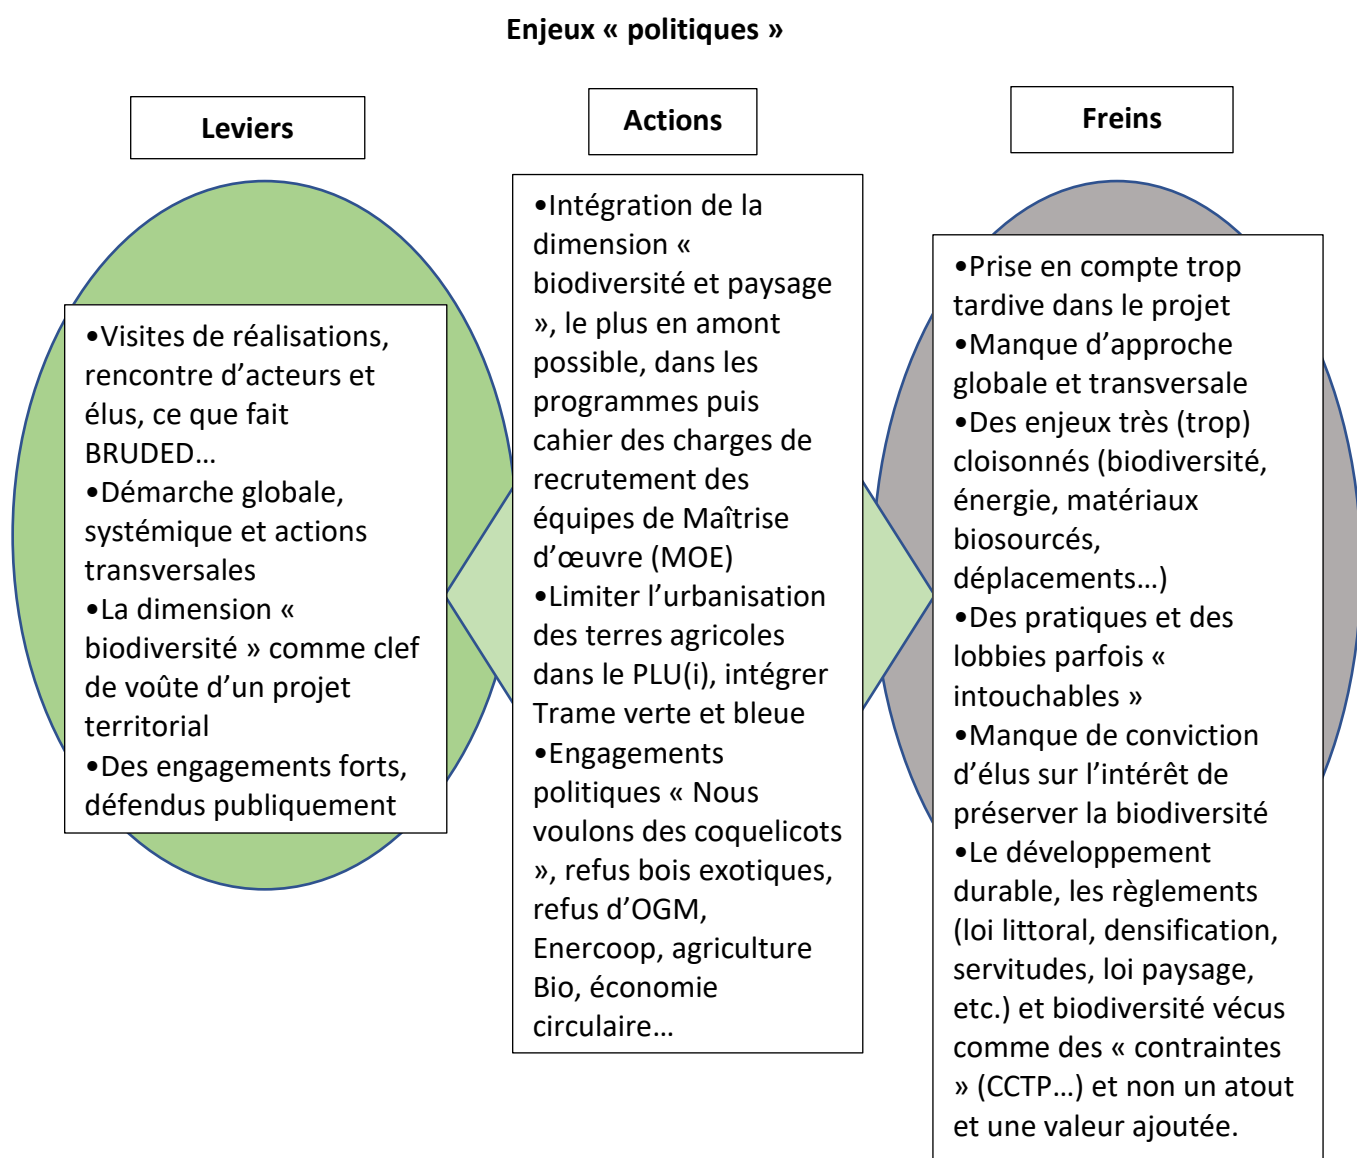 Enjeux « politiques »
Leviers
•Visites de réalisations,
rencontre d’acteurs et
élus, ce que fait
BRUDED…
•Démarche globale,
systémique et actions
transversales
•La dimension «
biodiversité » comme clef
de voûte d’un projet
territorial
•Des engagements forts,
défendus publiquement
Actions
•Intégration de la
dimension «
biodiversité et paysage
», le plus en amont
possible, dans les
programmes puis
cahier des charges de
recrutement des
équipes de Maîtrise
d’œuvre (MOE)
•Limiter l’urbanisation
des terres agricoles
dans le PLU(i), intégrer
Trame verte et bleue
•Engagements
politiques « Nous
voulons des coquelicots
», refus bois exotiques,
refus d’OGM,
Enercoop, agriculture
Bio, économie
circulaire…
Freins
•Prise en compte trop
tardive dans le projet
•Manque d’approche
globale et transversale
•Des enjeux très (trop)
cloisonnés (biodiversité,
énergie, matériaux
biosourcés,
déplacements…)
•Des pratiques et des
lobbies parfois «
intouchables »
•Manque de conviction
d’élus sur l’intérêt de
préserver la biodiversité
•Le développement
durable, les règlements
(loi littoral, densification,
servitudes, loi paysage,
etc.) et biodiversité vécus
comme des « contraintes
» (CCTP…) et non un atout
et une valeur ajoutée.